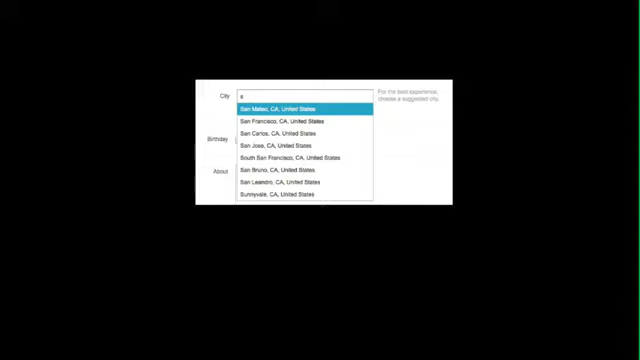 City
s
For the best experience,
choose a suggested city.
San Mateo, CA, United States
San Francisco, CA, United States
San Carlos, CA, United States
Birthday
San Jose, CA, United States
South San Francisco, CA, United States
About
San Bruno, CA, United States
San Leandro, CA, United States
Sunnyvale, CA, United States